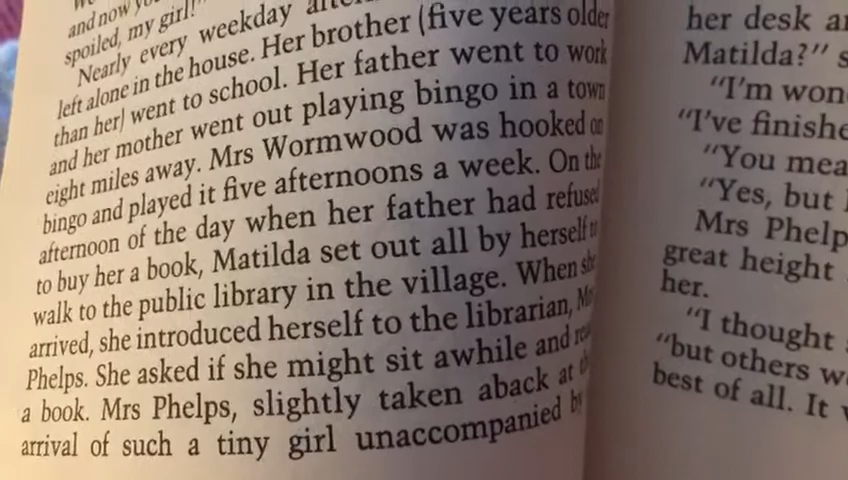 and now yo
spoiled, my girl!"
Nearly every weekday
left alone in the house. Her brother (five years older
than her) went to school. Her father went to work
and her mother went out playing bingo in a town
eight miles away. Mrs Wormwood was hooked on
bingo and played it five afternoons a week. On the
afternoon of the day when her father had refused
to buy her a book, Matilda set out all by herself to
walk to the public library in the village. When she
arrived, she introduced herself to the librarian, Mrs
Phelps. She asked if she might sit awhile and read
a book. Mrs Phelps, slightly taken aback at the
arrival of such a tiny girl unaccompanied by
her desk a
Matilda?" s
"I'm won
"I've finishe
"You mea
"Yes, but
Mrs Phelp
great height
her.
"I thought
"but others w
best of all. It